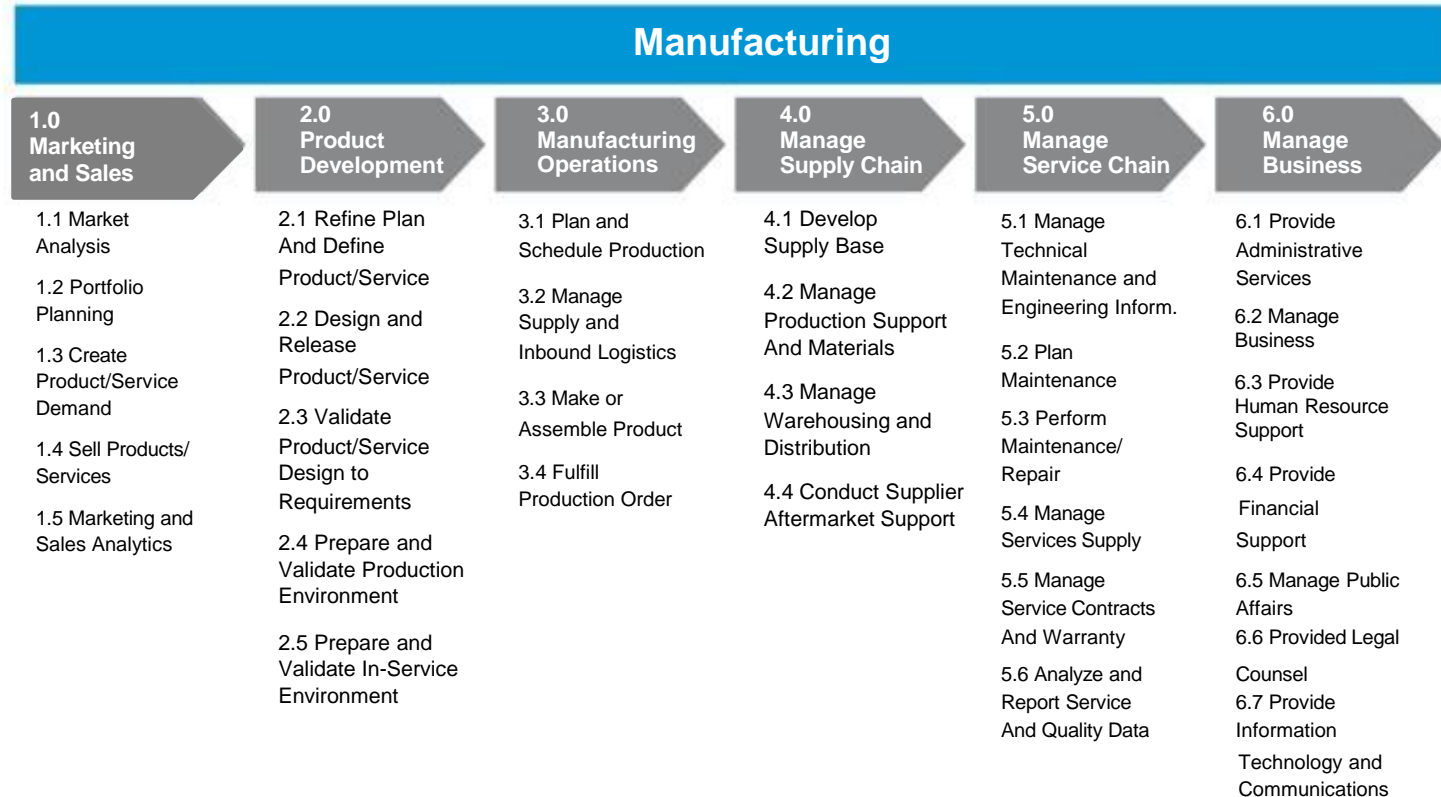 Manufacturing
1.0
Marketing
and Sales
2.0
Product
Development
3.0
Manufacturing
Operations
4.0
Manage
Supply Chain
5.0
Manage
Service Chain
6.0
Manage
Business
1.1 Market
Analysis
1.2 Portfolio
Planning
1.3 Create
Product/Service
Demand
1.4 Sell Products/
Services
1.5 Marketing and
Sales Analytics
2.1 Refine Plan
And Define
Product/Service
2.2 Design and
Release
Product/Service
2.3 Validate
Product/Service
Design to
Requirements
2.4 Prepare and
Validate Production
Environment
2.5 Prepare and
Validate In-Service
Environment
3.1 Plan and
Schedule Production
3.2 Manage
Supply and
Inbound Logistics
3.3 Make or
Assemble Product
3.4 Fulfill
Production Order
4.1 Develop
Supply Base
4.2 Manage
Production Support
And Materials
4.3 Manage
Warehousing and
Distribution
4.4 Conduct Supplier
Aftermarket Support
5.1 Manage
Technical
Maintenance and
Engineering Inform.
5.2 Plan
Maintenance
5.3 Perform
Maintenance/
Repair
5.4 Manage
Services Supply
5.5 Manage
Service Contracts
And Warranty
5.6 Analyze and
Report Service
And Quality Data
6.1 Provide
Administrative
Services
6.2 Manage
Business
6.3 Provide
Human Resource
Support
6.4 Provide
Financial
Support
6.5 Manage Public
Affairs
6.6 Provided Legal
Counsel
6.7 Provide
Information
Technology and
Communications